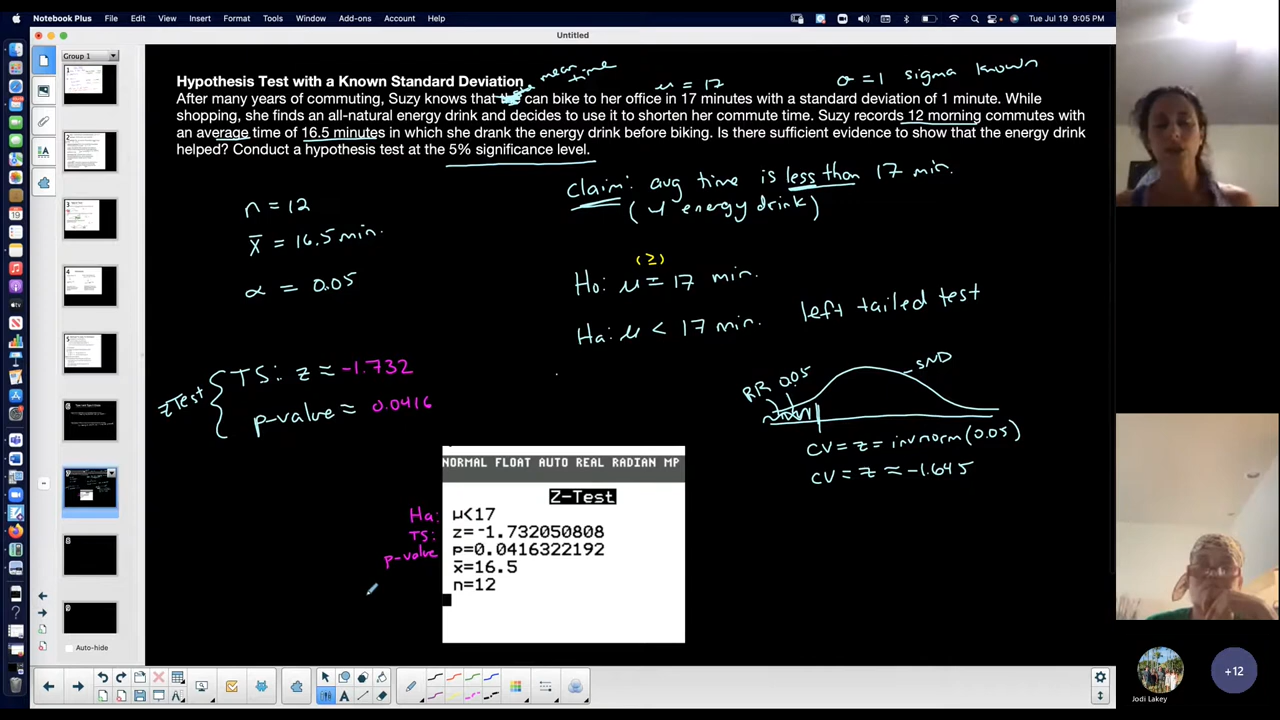 Notebook Plus File Edit View Insert Format Tools Window Add-ons Account Help
Tue Jul 19 9:05 PM
Untitled
Group 1
Hypothesis Test with a Known Standard Deviation
mean time
μ = 17
σ = 1 sigma known
After many years of commuting, Suzy knows that can bike to her office in 17 minutes with a standard deviation of 1 minute. While
shopping, she finds an all-natural energy drink and decides to use it to shorten her commute time. Suzy records 12 morning commutes with
an average time of 16.5 minutes in which she drank the energy drink before biking. Is there sufficient evidence to show that the energy drink
helped? Conduct a hypothesis test at the 5% significance level.
Claim: avg time is less than 17 min.
(4 energy drink)
n = 12
x̄ = 16.5 min.
α = 0.05
(≥)
Ho: μ = 17 min.
Ha: μ < 17 min.
left tailed test
zTest { TS: z ≈ -1.732
p-value ≈ 0.0416
RR 0.05
SND
CV = z = invnorm(0.05)
CV = z ≈ -1.645
NORMAL FLOAT AUTO REAL RADIAN MP
Z-Test
Ha: μ<17
TS: z=-1.732050808
p-value p=0.0416322192
x̄=16.5
n=12
Auto-hide
Jodi Lakey
+12